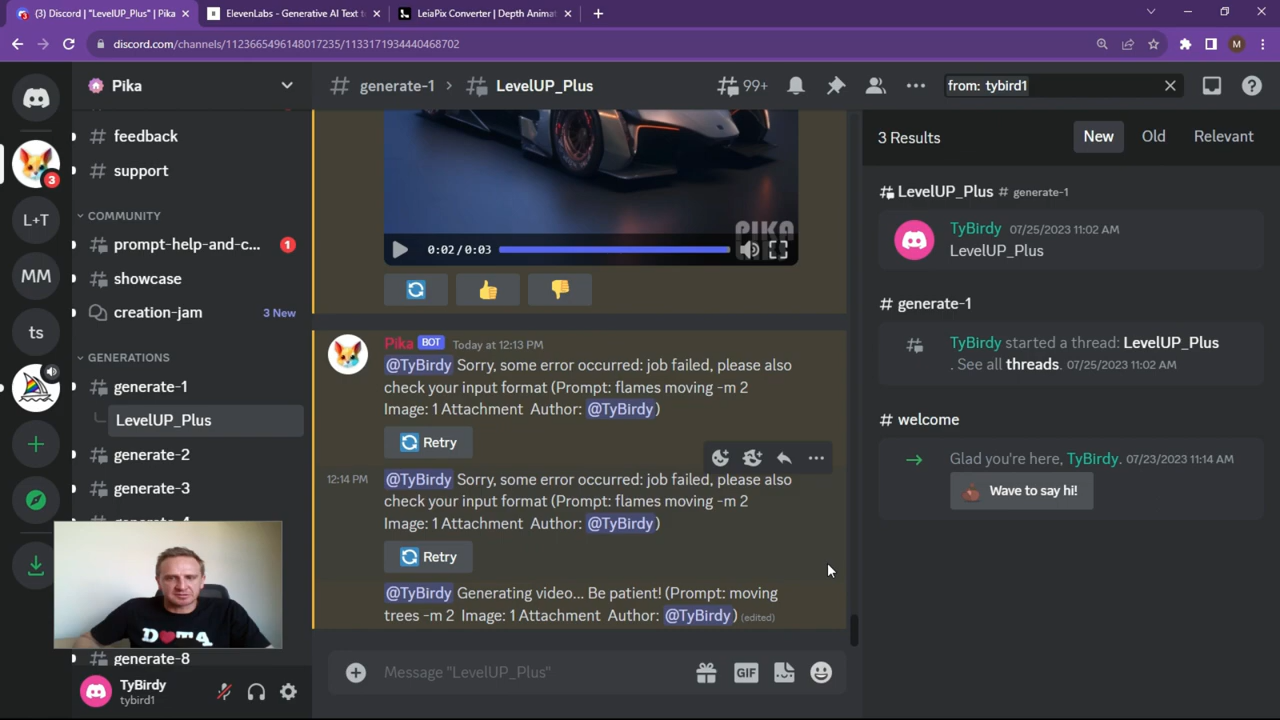 (3) Discord | "LevelUP_Plus" | Pika
ElevenLabs - Generative AI Text t
LeiaPix Converter | Depth Animat
discord.com/channels/1123665496148017235/1133171934440468702
M
Pika
generate-1 › LevelUP_Plus
99+
from: tybird1
feedback
support
COMMUNITY
prompt-help-and-c... 1
showcase
creation-jam 3 New
GENERATIONS
generate-1
LevelUP_Plus
generate-2
generate-3
generate-8
3
L+T
MM
ts
TyBirdy
tybird1
D MA
PIKA
0:02/0:03
Pika BOT Today at 12:13 PM
@TyBirdy Sorry, some error occurred: job failed, please also
check your input format (Prompt: flames moving -m 2
Image: 1 Attachment Author: @TyBirdy)
Retry
12:14 PM @TyBirdy Sorry, some error occurred: job failed, please also
check your input format (Prompt: flames moving -m 2
Image: 1 Attachment Author: @TyBirdy)
Retry
@TyBirdy Generating video... Be patient! (Prompt: moving
trees -m 2 Image: 1 Attachment Author: @TyBirdy) (edited)
Message "LevelUP_Plus"
GIF
3 Results
New
Old
Relevant
LevelUP_Plus # generate-1
TyBirdy 07/25/2023 11:02 AM
LevelUP_Plus
# generate-1
TyBirdy started a thread: LevelUP_Plus
. See all threads. 07/25/2023 11:02 AM
# welcome
Glad you're here, TyBirdy. 07/23/2023 11:14 AM
Wave to say hi!